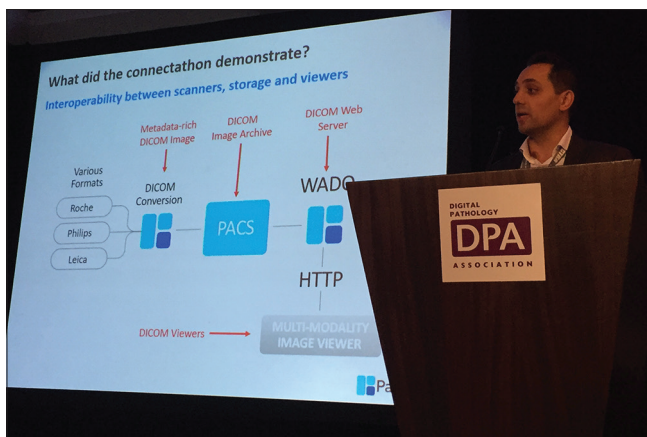 What did the connectathon demonstrate?
Interoperability between scanners, storage and viewers
Metadata-rich
DICOM Image
DICOM
Image Archive
DICOM Web
Server
Various
Formats
DICOM
Conversion
WADO
Roche
Philips
Leica
PACS
HTTP
DICOM Viewers
MULTI-MODALITY
IMAGE VIEWER
Pa
DIGITAL
PATHOLOGY
DPA
ASSOCIATION